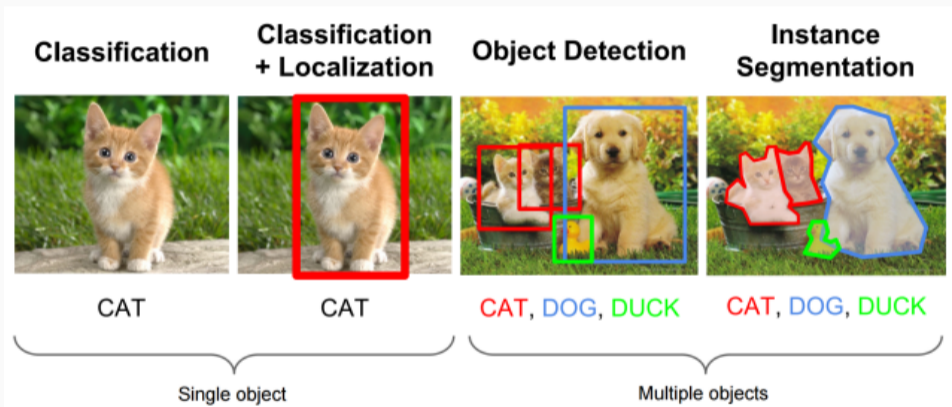 Classification
Classification
+ Localization
Object Detection
Instance
Segmentation
CAT
CAT
CAT, DOG, DUCK
CAT, DOG, DUCK
Single object
Multiple objects